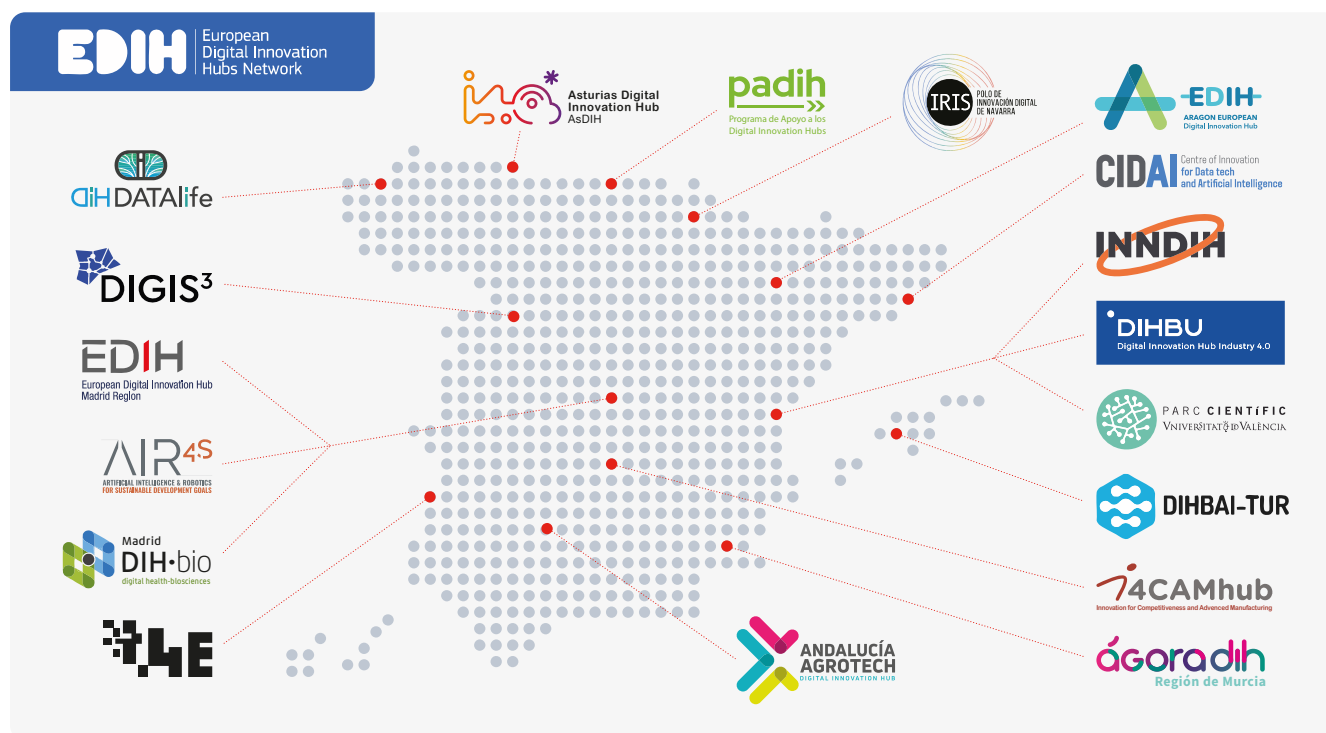 EDIH
European
Digital Innovation
Hubs Network
Asturias Digital
Innovation Hub
AsDIH
padih
Programa de Apoyo a los
Digital Innovation Hubs
IRIS
POLO DE
INNOVACIÓN DIGITAL
DE NAVARRA
EDIH
ARAGON EUROPEAN
Digital Innovation Hub
CIDAI
Centre of Innovation
for Data tech
and Artificial Intelligence
DIH DATAlife
INNDIH
DIGIS3
DIHBU
Digital Innovation Hub Industry 4.0
EDIH
European Digital Innovation Hub
Madrid Region
PARC CIENTÍFIC
VNIVERSITATQ̃ DVALÈNCIA
AIR4S
ARTIFICIAL INTELLIGENCE & ROBOTICS
FOR SUSTAINABLE DEVELOPMENT GOALS
DIHBAI-TUR
Madrid
DIH·bio
digital health-biosciences
i4CAMhub
Innovation for Competitiveness and Advanced Manufacturing
T4E
ANDALUCÍA
AGROTECH
DIGITAL INNOVATION HUB
ágoradih
Región de Murcia